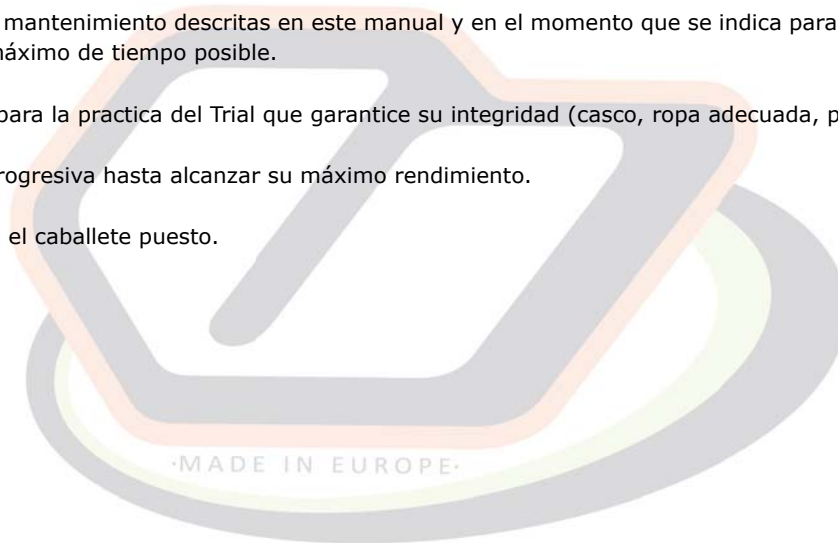 mantenimiento descritas en este manual y en el momento que se indica para
máximo de tiempo posible.
para la practica del Trial que garantice su integridad (casco, ropa adecuada, p
rogresiva hasta alcanzar su máximo rendimiento.
el caballete puesto.
·MADE IN EUROPE·